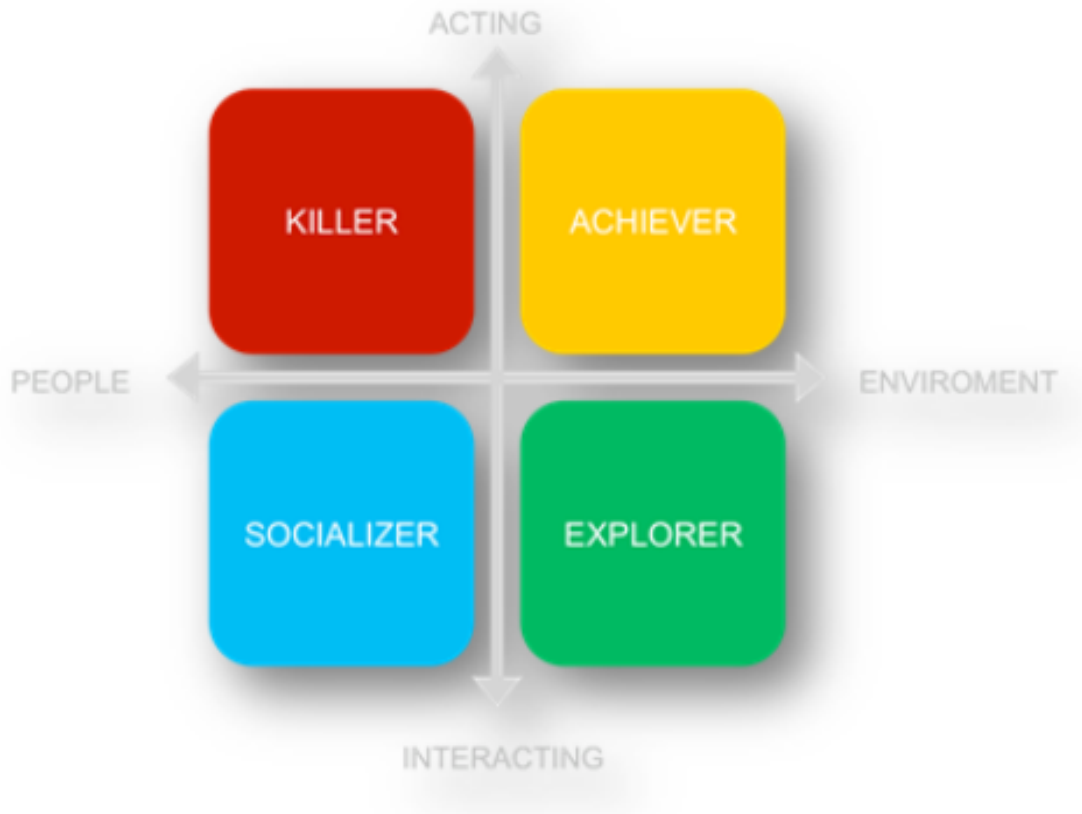 ACTING
KILLER
ACHIEVER
PEOPLE
ENVIROMENT
SOCIALIZER
EXPLORER
INTERACTING